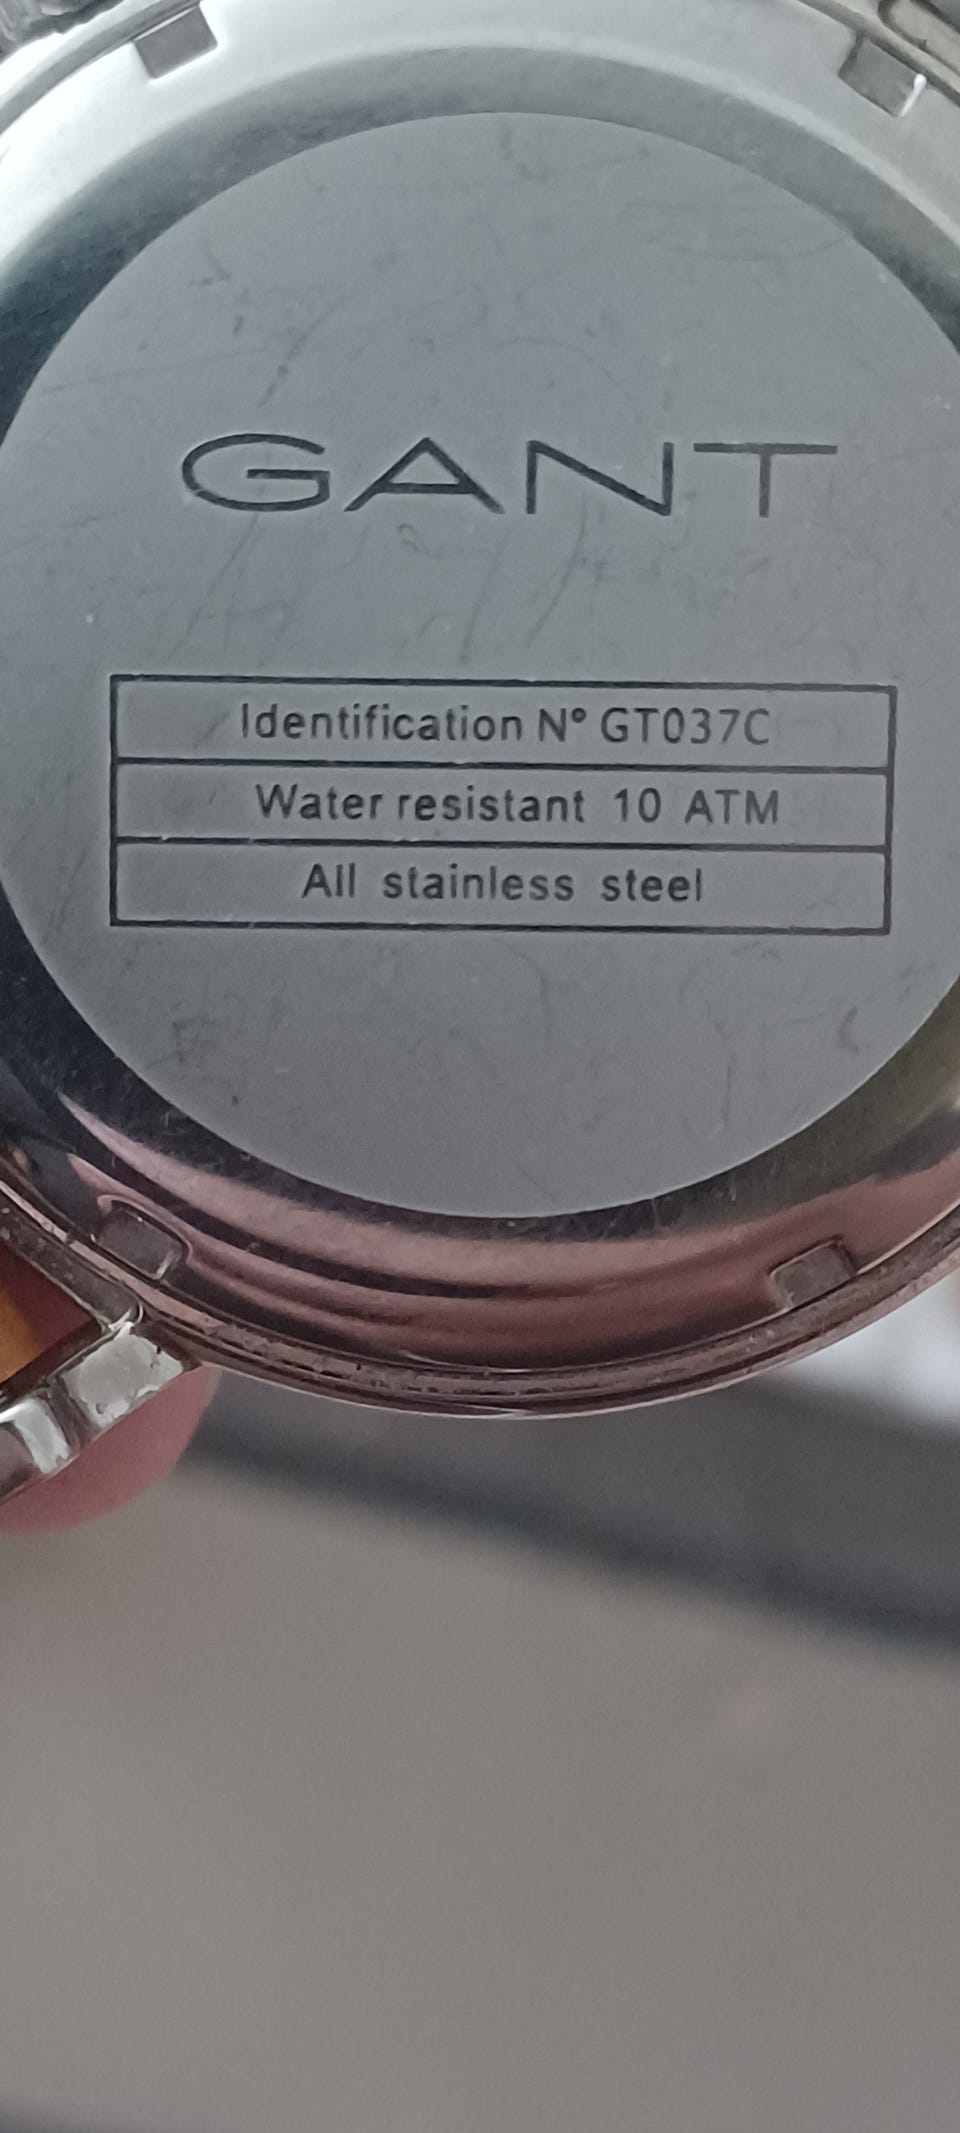 GANT
Identification N° GT037C
Water resistant 10 ATM
All stainless steel